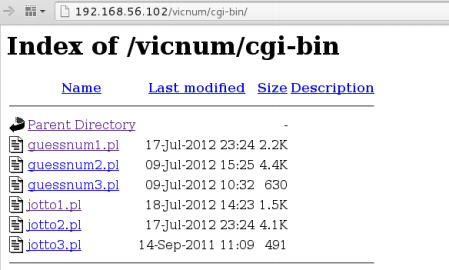 192.168.56.102/vicnum/cgi-bin/
Index of /vicnum/cgi-bin
Name Last modified Size Description
Parent Directory -
guessnum1.pl 17-Jul-2012 23:24 2.2K
guessnum2.pl 09-Jul-2012 15:25 4.4K
guessnum3.pl 09-Jul-2012 10:32 630
jotto1.pl 18-Jul-2012 14:23 1.5K
jotto2.pl 17-Jul-2012 23:24 4.1K
jotto3.pl 14-Sep-2011 11:09 491